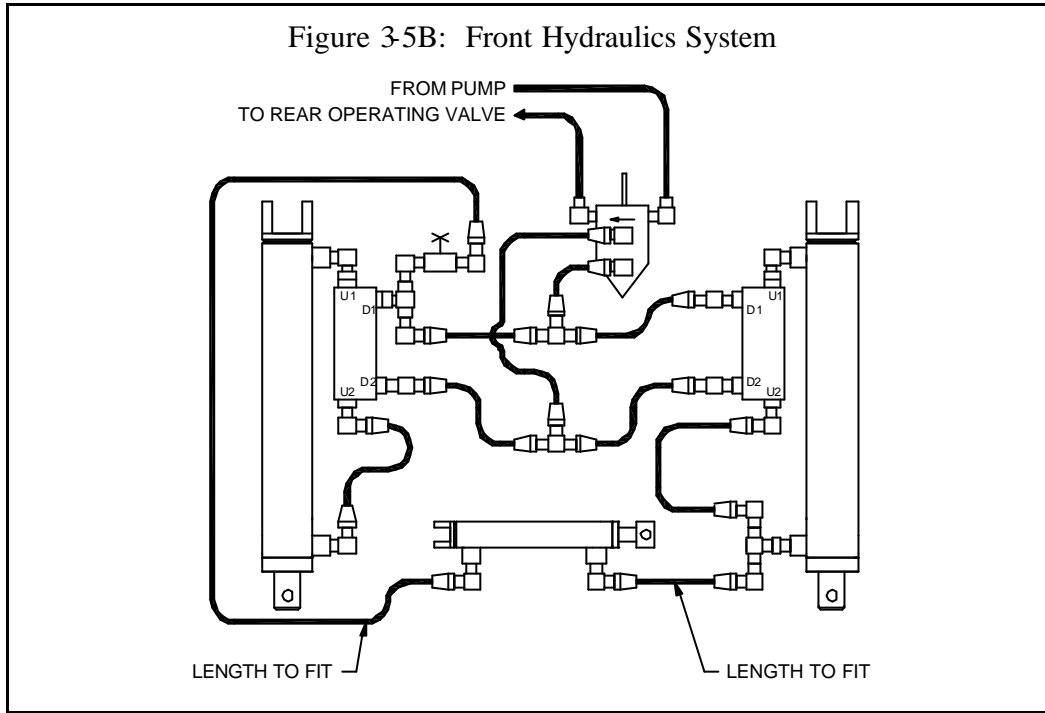 Figure 3-5B: Front Hydraulics System
FROM PUMP
TO REAR OPERATING VALVE
U1
D1
D2
U2
U1
D1
D2
U2
LENGTH TO FIT
LENGTH TO FIT